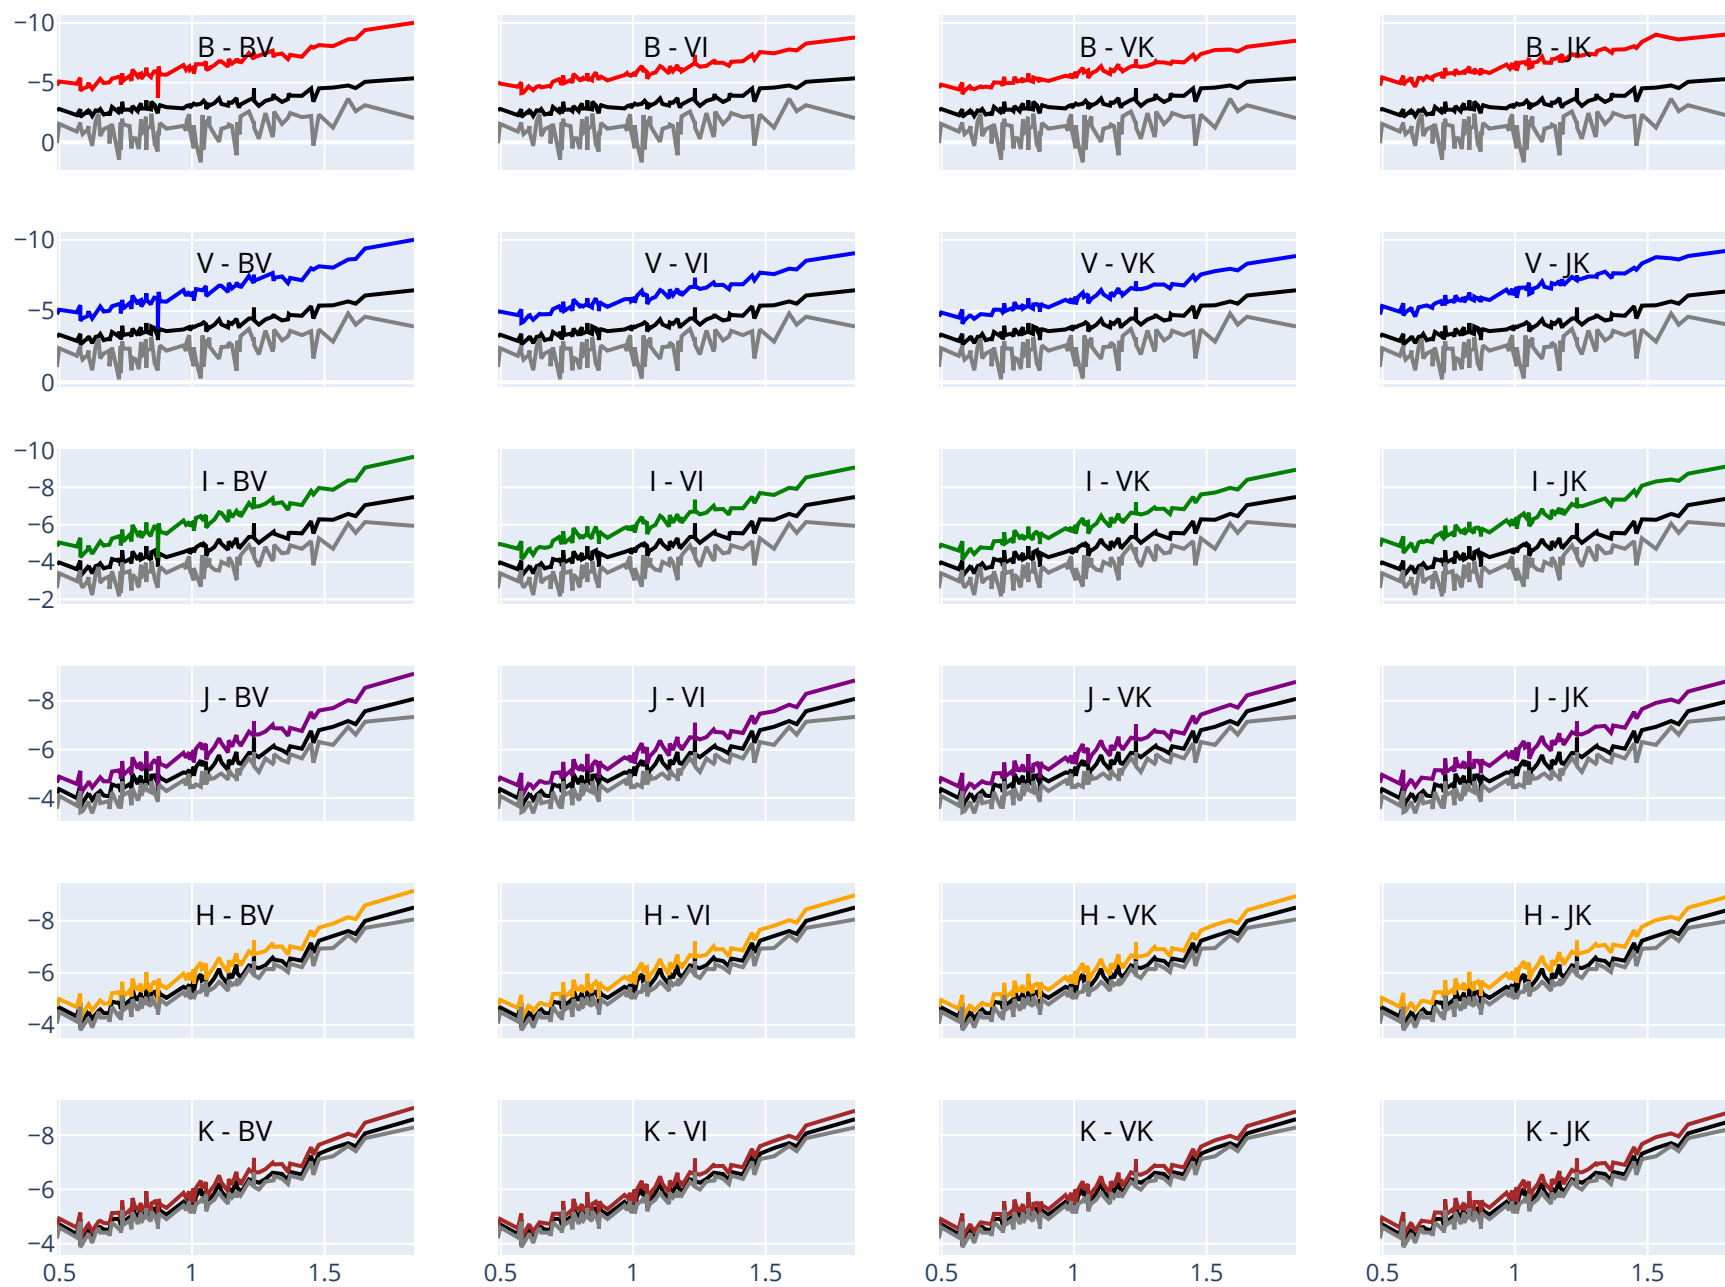 −10
−5
0
B - BV
B - VI
B - VK
B - JK
−10
−5
0
V - BV
V - VI
V - VK
V - JK
−10
−8
−6
−4
−2
I - BV
I - VI
I - VK
I - JK
−8
−6
−4
J - BV
J - VI
J - VK
J - JK
−8
−6
−4
H - BV
H - VI
H - VK
H - JK
−8
−6
−4
K - BV
K - VI
K - VK
K - JK
0.5 1 1.5
0.5 1 1.5
0.5 1 1.5
0.5 1 1.5